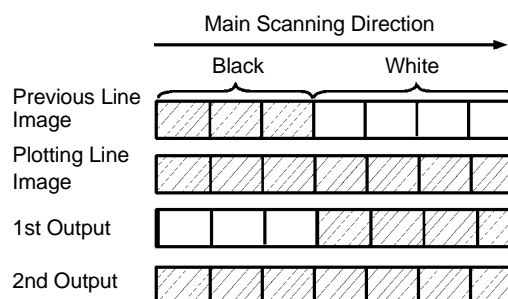 Main Scanning Direction
Black White
Previous Line
Image
Plotting Line
Image
1st Output
2nd Output